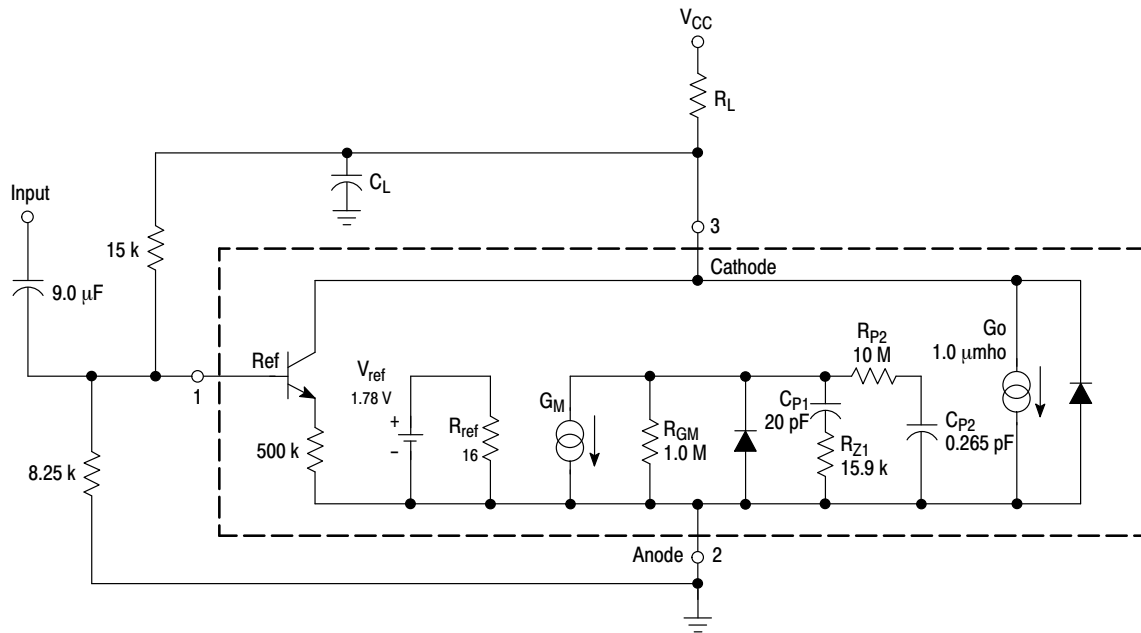 VCC
RL
CL
Input
15 k
3
Cathode
9.0 µF
Go
1.0 µmho
RP2
10 M
Ref
1
Vref
1.78 V
+
–
Rref
16
GM
RGM
1.0 M
CP1
20 pF
RZ1
15.9 k
CP2
0.265 pF
500 k
8.25 k
Anode
2